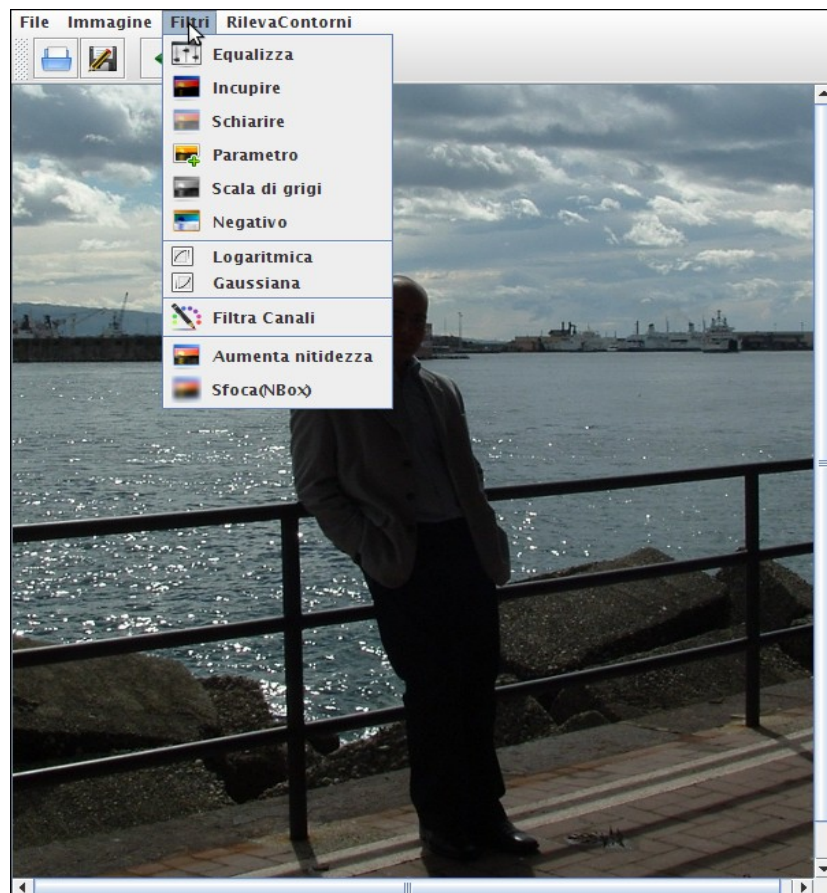 File Immagine Filtri RilevaContorni
Equalizza
Incupire
Schiarire
Parametro
Scala di grigi
Negativo
Logaritmica
Gaussiana
Filtra Canali
Aumenta nitidezza
Sfoca(NBox)